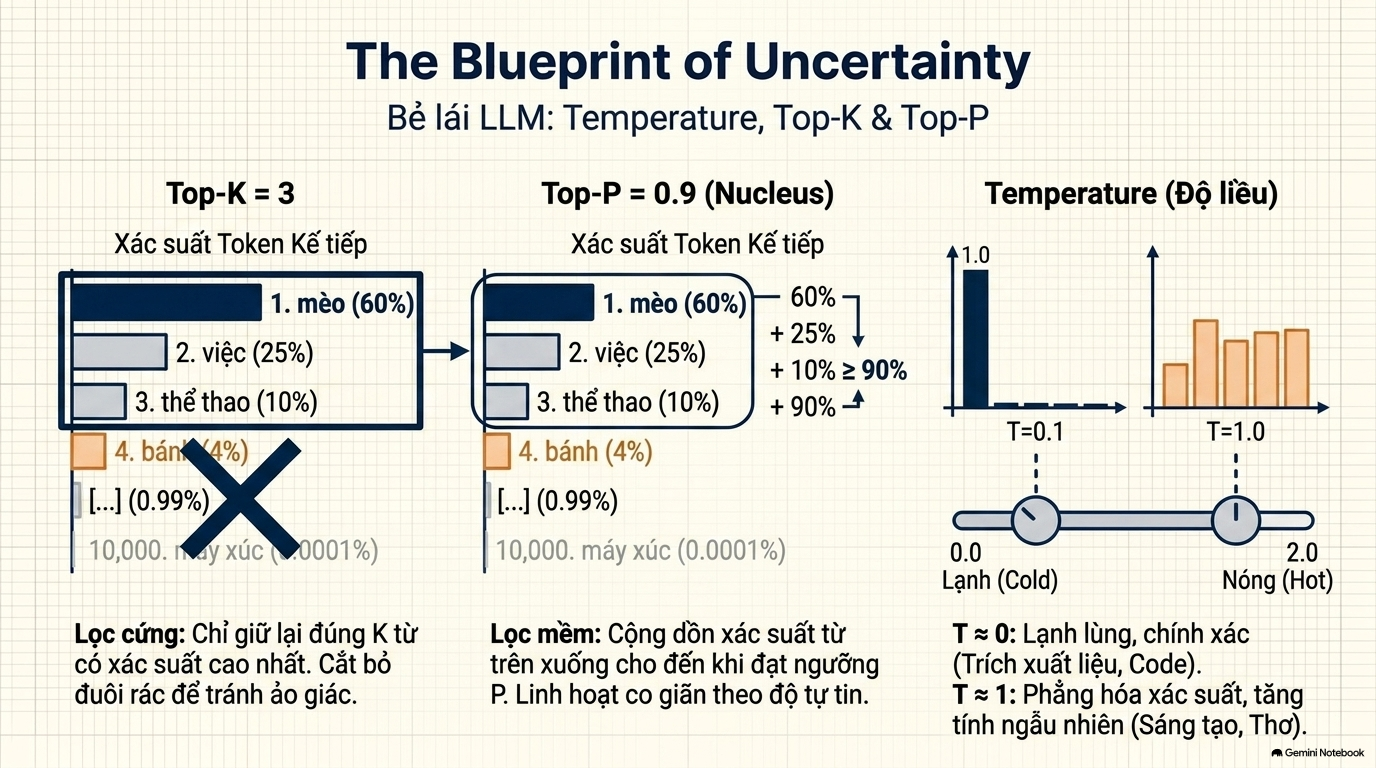 The Blueprint of Uncertainty
Bẻ lái LLM: Temperature, Top-K & Top-P
Top-K = 3
Xác suất Token Kế tiếp
1. mèo (60%)
2. việc (25%)
3. thể thao (10%)
4. bánh (4%)
[...] (0.99%)
10,000. máy xúc (0.0001%)
Lọc cứng: Chỉ giữ lại đúng K từ
có xác suất cao nhất. Cắt bỏ
đuôi rác để tránh ảo giác.
Top-P = 0.9 (Nucleus)
Xác suất Token Kế tiếp
1. mèo (60%)
2. việc (25%)
3. thể thao (10%)
4. bánh (4%)
[...] (0.99%)
10,000. máy xúc (0.0001%)
60%
+ 25%
+ 10% ≥ 90%
+ 90%
Lọc mềm: Cộng dồn xác suất từ
trên xuống cho đến khi đạt ngưỡng
P. Linh hoạt co giãn theo độ tự tin.
Temperature (Độ liều)
1.0
T=0.1
T=1.0
0.0
2.0
Lạnh (Cold)
Nóng (Hot)
T ≈ 0: Lạnh lùng, chính xác
(Trích xuất liệu, Code).
T ≈ 1: Phẳng hóa xác suất, tăng
tính ngẫu nhiên (Sáng tạo, Thơ).
Gemini Notebook